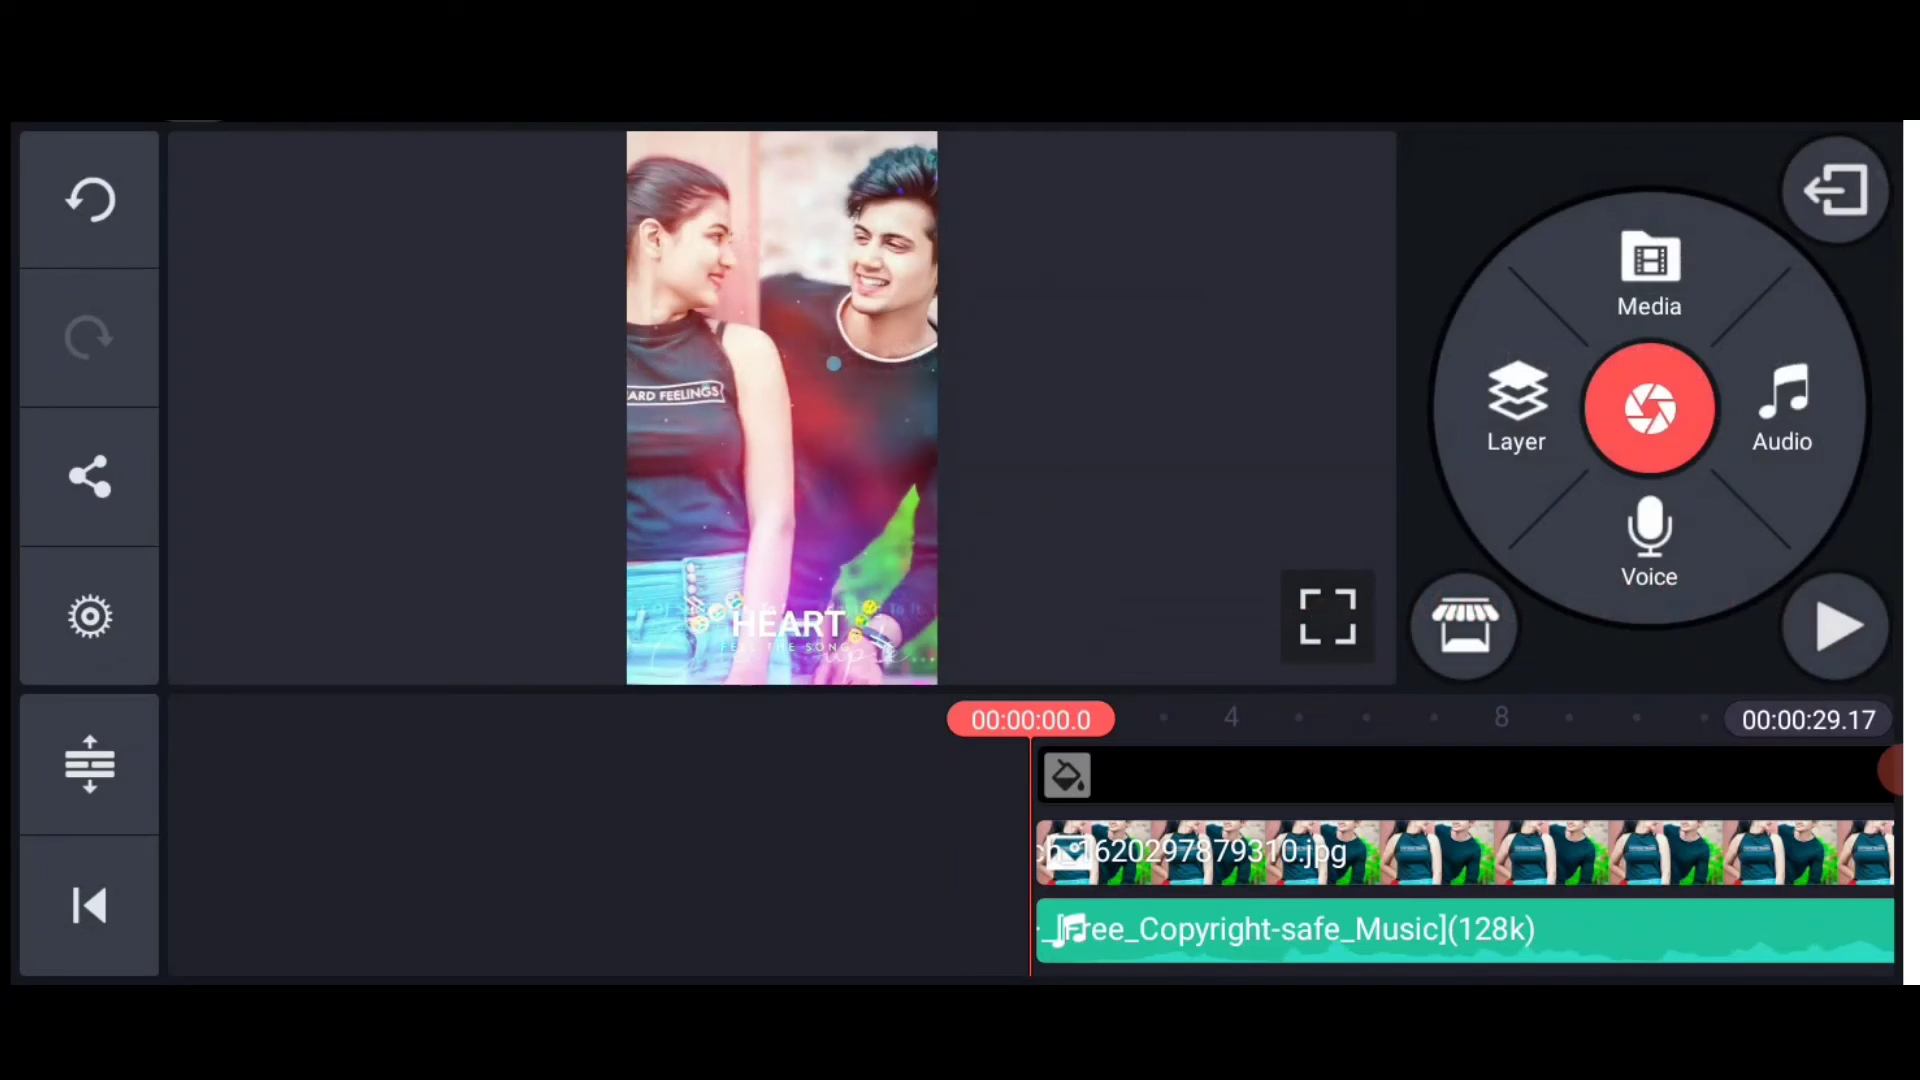 Media
Layer
Audio
Voice
ARD FEELINGS
HEART
FEEL THE SONG
00:00:00.0
4
8
00:00:29.17
1620297879310.jpg
_[Free_Copyright-safe_Music](128k)